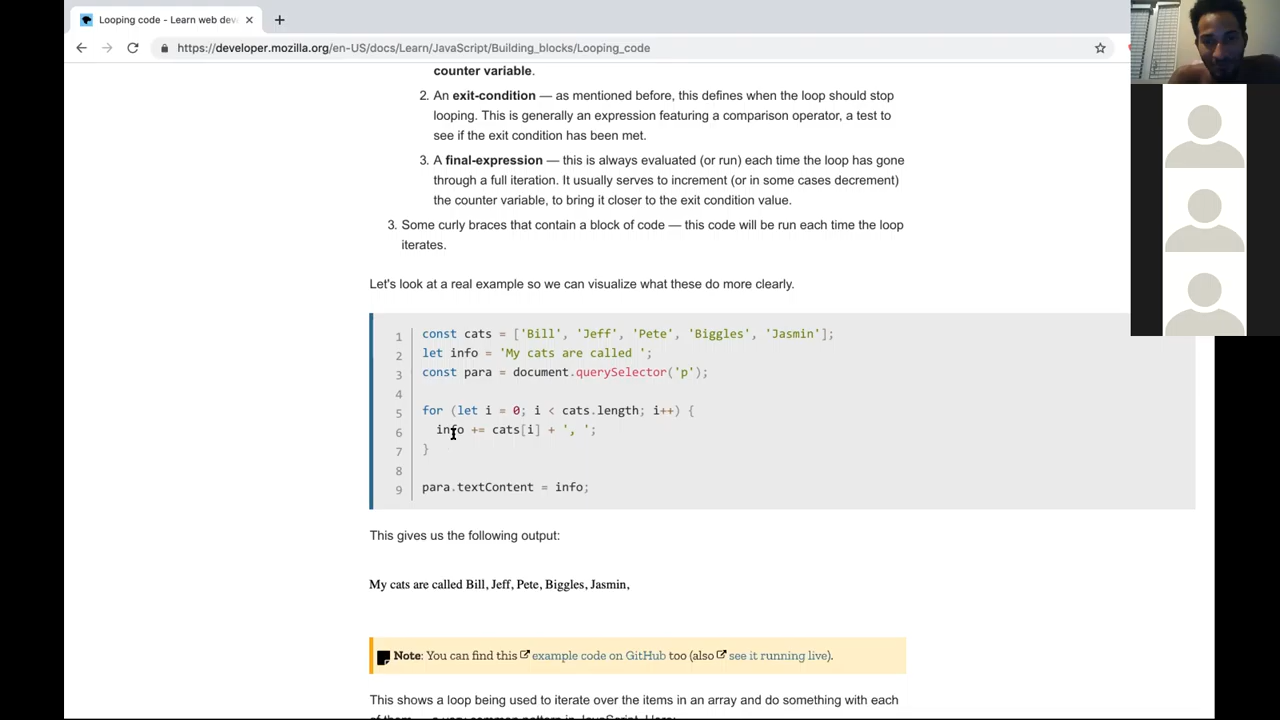 Looping code - Learn web dev
https://developer.mozilla.org/en-US/docs/Learn/JavaScript/Building_blocks/Looping_code
counter variable.
2. An exit-condition — as mentioned before, this defines when the loop should stop
looping. This is generally an expression featuring a comparison operator, a test to
see if the exit condition has been met.
3. A final-expression — this is always evaluated (or run) each time the loop has gone
through a full iteration. It usually serves to increment (or in some cases decrement)
the counter variable, to bring it closer to the exit condition value.
3. Some curly braces that contain a block of code — this code will be run each time the loop
iterates.
Let's look at a real example so we can visualize what these do more clearly.
1 const cats = ['Bill', 'Jeff', 'Pete', 'Biggles', 'Jasmin'];
2 let info = 'My cats are called ';
3 const para = document.querySelector('p');
4
5 for (let i = 0; i < cats.length; i++) {
6 info += cats[i] + ', ';
7 }
8
9 para.textContent = info;
This gives us the following output:
My cats are called Bill, Jeff, Pete, Biggles, Jasmin,
Note: You can find this example code on GitHub too (also see it running live).
This shows a loop being used to iterate over the items in an array and do something with each
of them — a very common pattern in JavaScript. Here: